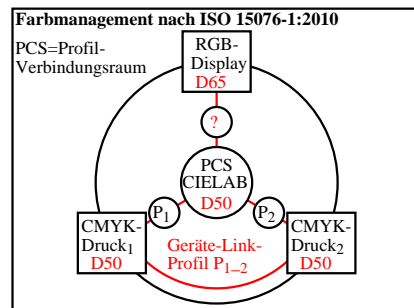 Farbmanagement nach ISO 15076-1:2010
PCS=Profil-
Verbindungsraum
RGB-
Display
D65
?
PCS
CIELAB
D50
P1
P2
CMYK-
Druck1
D50
Geräte-Link-
Profil P1–2
CMYK-
Druck2
D50